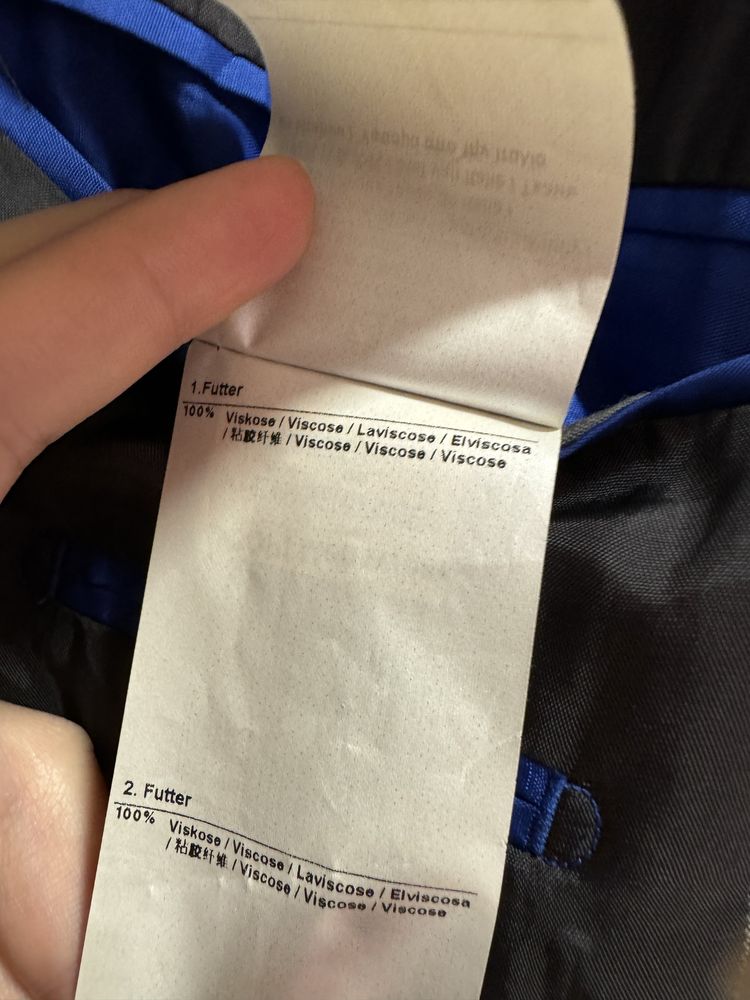 1.Futter
100% Viskose / Viscose / Laviscose / Elviscosa
/ 粘胶纤维 / Viscose / Viscose / Viscose
2. Futter
100% Viskose / Viscose / Laviscose / Elviscosa
/ 粘胶纤维 / Viscose / Viscose / Viscose